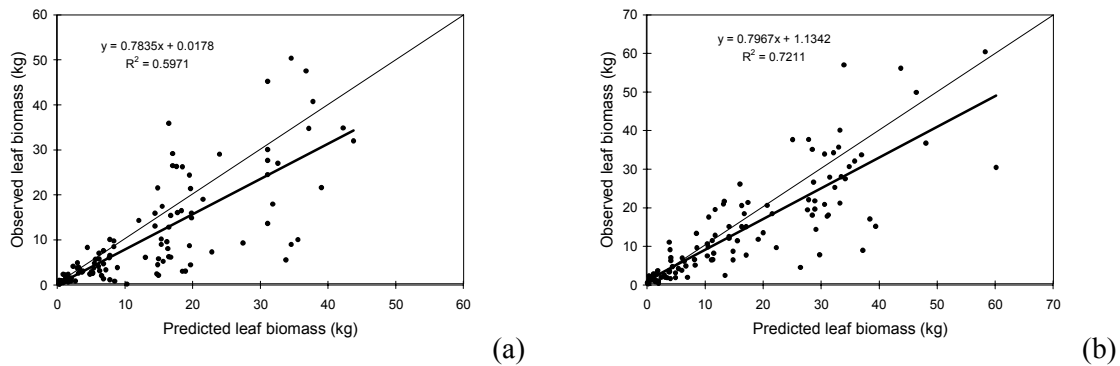 60
50
40
30
20
10
0
Observed leaf biomass (kg)
y = 0.7835x + 0.0178
R² = 0.5971
0 10 20 30 40 50 60
Predicted leaf biomass (kg)
(a)
70
60
50
40
30
20
10
0
Observed leaf biomass (kg)
y = 0.7967x + 1.1342
R² = 0.7211
0 10 20 30 40 50 60 70
Predicted leaf biomass (kg)
(b)